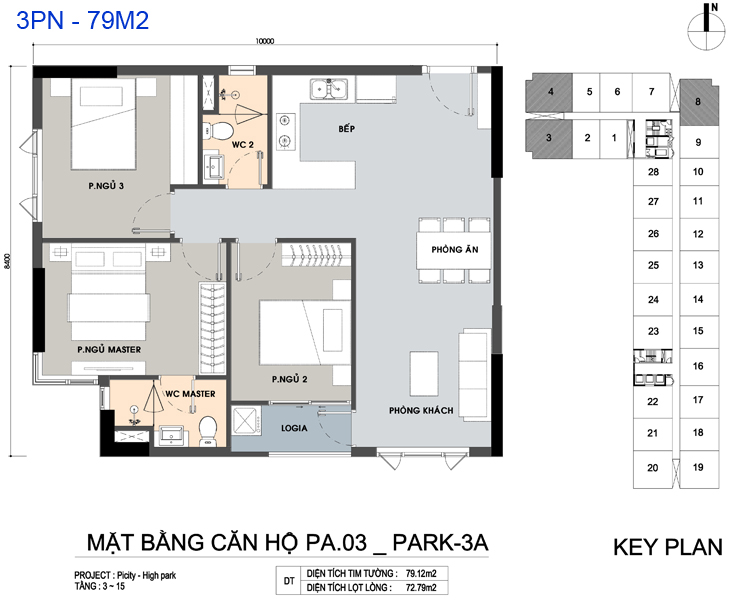 3PN - 79M2
10000
N
8400
BẾP
WC 2
P.NGỦ 3
PHÒNG ĂN
P.NGỦ MASTER
P.NGỦ 2
WC MASTER
PHÒNG KHÁCH
LOGIA
4 5 6 7 8
3 2 1 9
28 10
27 11
26 12
25 13
24 14
23 15
16
22 17
21 18
20 19
MẶT BẰNG CĂN HỘ PA.03 _ PARK-3A
KEY PLAN
PROJECT : Picity - High park
TẦNG : 3 ~ 15
DT
DIỆN TÍCH TIM TƯỜNG : 79.12m2
DIỆN TÍCH LỌT LÒNG : 72.79m2